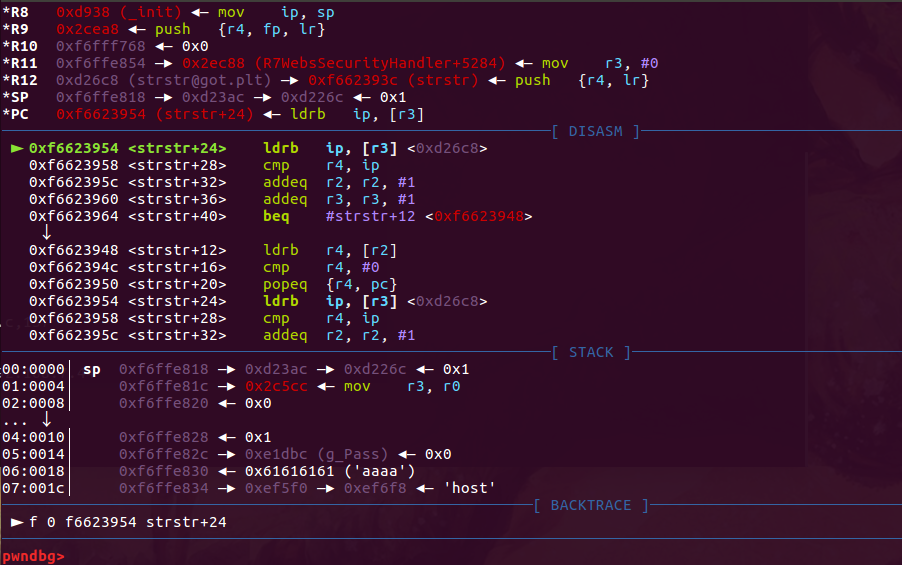 *R8   0xd938 (_init) ◂— mov    ip, sp
*R9   0x2cea8 ◂— push   {r4, fp, lr}
*R10  0xf6fff768 ◂— 0x0
*R11  0xf6ffe854 —▸ 0x2ec88 (R7WebsSecurityHandler+5284) ◂— mov    r3, #0
*R12  0xd26c8 (strstr@got.plt) —▸ 0xf662393c (strstr) ◂— push   {r4, lr}
*SP   0xf6ffe818 —▸ 0xd23ac —▸ 0xd226c ◂— 0x1
*PC   0xf6623954 (strstr+24) ◂— ldrb   ip, [r3]
[ DISASM ]
► 0xf6623954 <strstr+24>    ldrb   ip, [r3] <0xd26c8>
0xf6623958 <strstr+28>    cmp    r4, ip
0xf662395c <strstr+32>    addeq  r2, r2, #1
0xf6623960 <strstr+36>    addeq  r3, r3, #1
0xf6623964 <strstr+40>    beq    #strstr+12 <0xf6623948>
↓
0xf6623948 <strstr+12>    ldrb   r4, [r2]
0xf662394c <strstr+16>    cmp    r4, #0
0xf6623950 <strstr+20>    popeq  {r4, pc}
0xf6623954 <strstr+24>    ldrb   ip, [r3] <0xd26c8>
0xf6623958 <strstr+28>    cmp    r4, ip
0xf662395c <strstr+32>    addeq  r2, r2, #1
[ STACK ]
00:0000│ sp  0xf6ffe818 —▸ 0xd23ac —▸ 0xd226c ◂— 0x1
01:0004│     0xf6ffe81c —▸ 0x2c5cc ◂— mov    r3, r0
02:0008│     0xf6ffe820 ◂— 0x0
... ↓
04:0010│     0xf6ffe828 ◂— 0x1
05:0014│     0xf6ffe82c —▸ 0xe1dbc (g_Pass) ◂— 0x0
06:0018│     0xf6ffe830 ◂— 0x61616161 ('aaaa')
07:001c│     0xf6ffe834 —▸ 0xef5f0 —▸ 0xef6f8 ◂— 'host'
[ BACKTRACE ]
► f 0 f6623954 strstr+24
pwndbg>